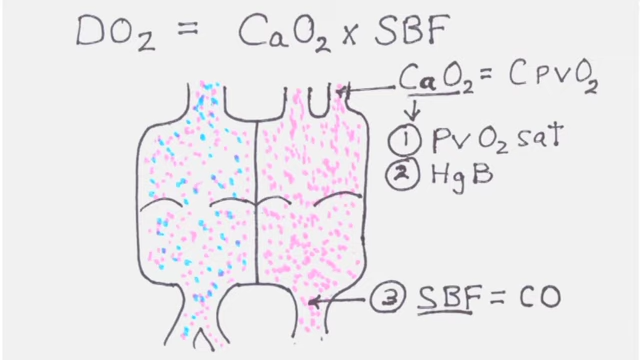 DO₂ = CaO₂ x SBF
CaO₂ = CPVO₂
① PVO₂ sat
② HgB
③ SBF = CO